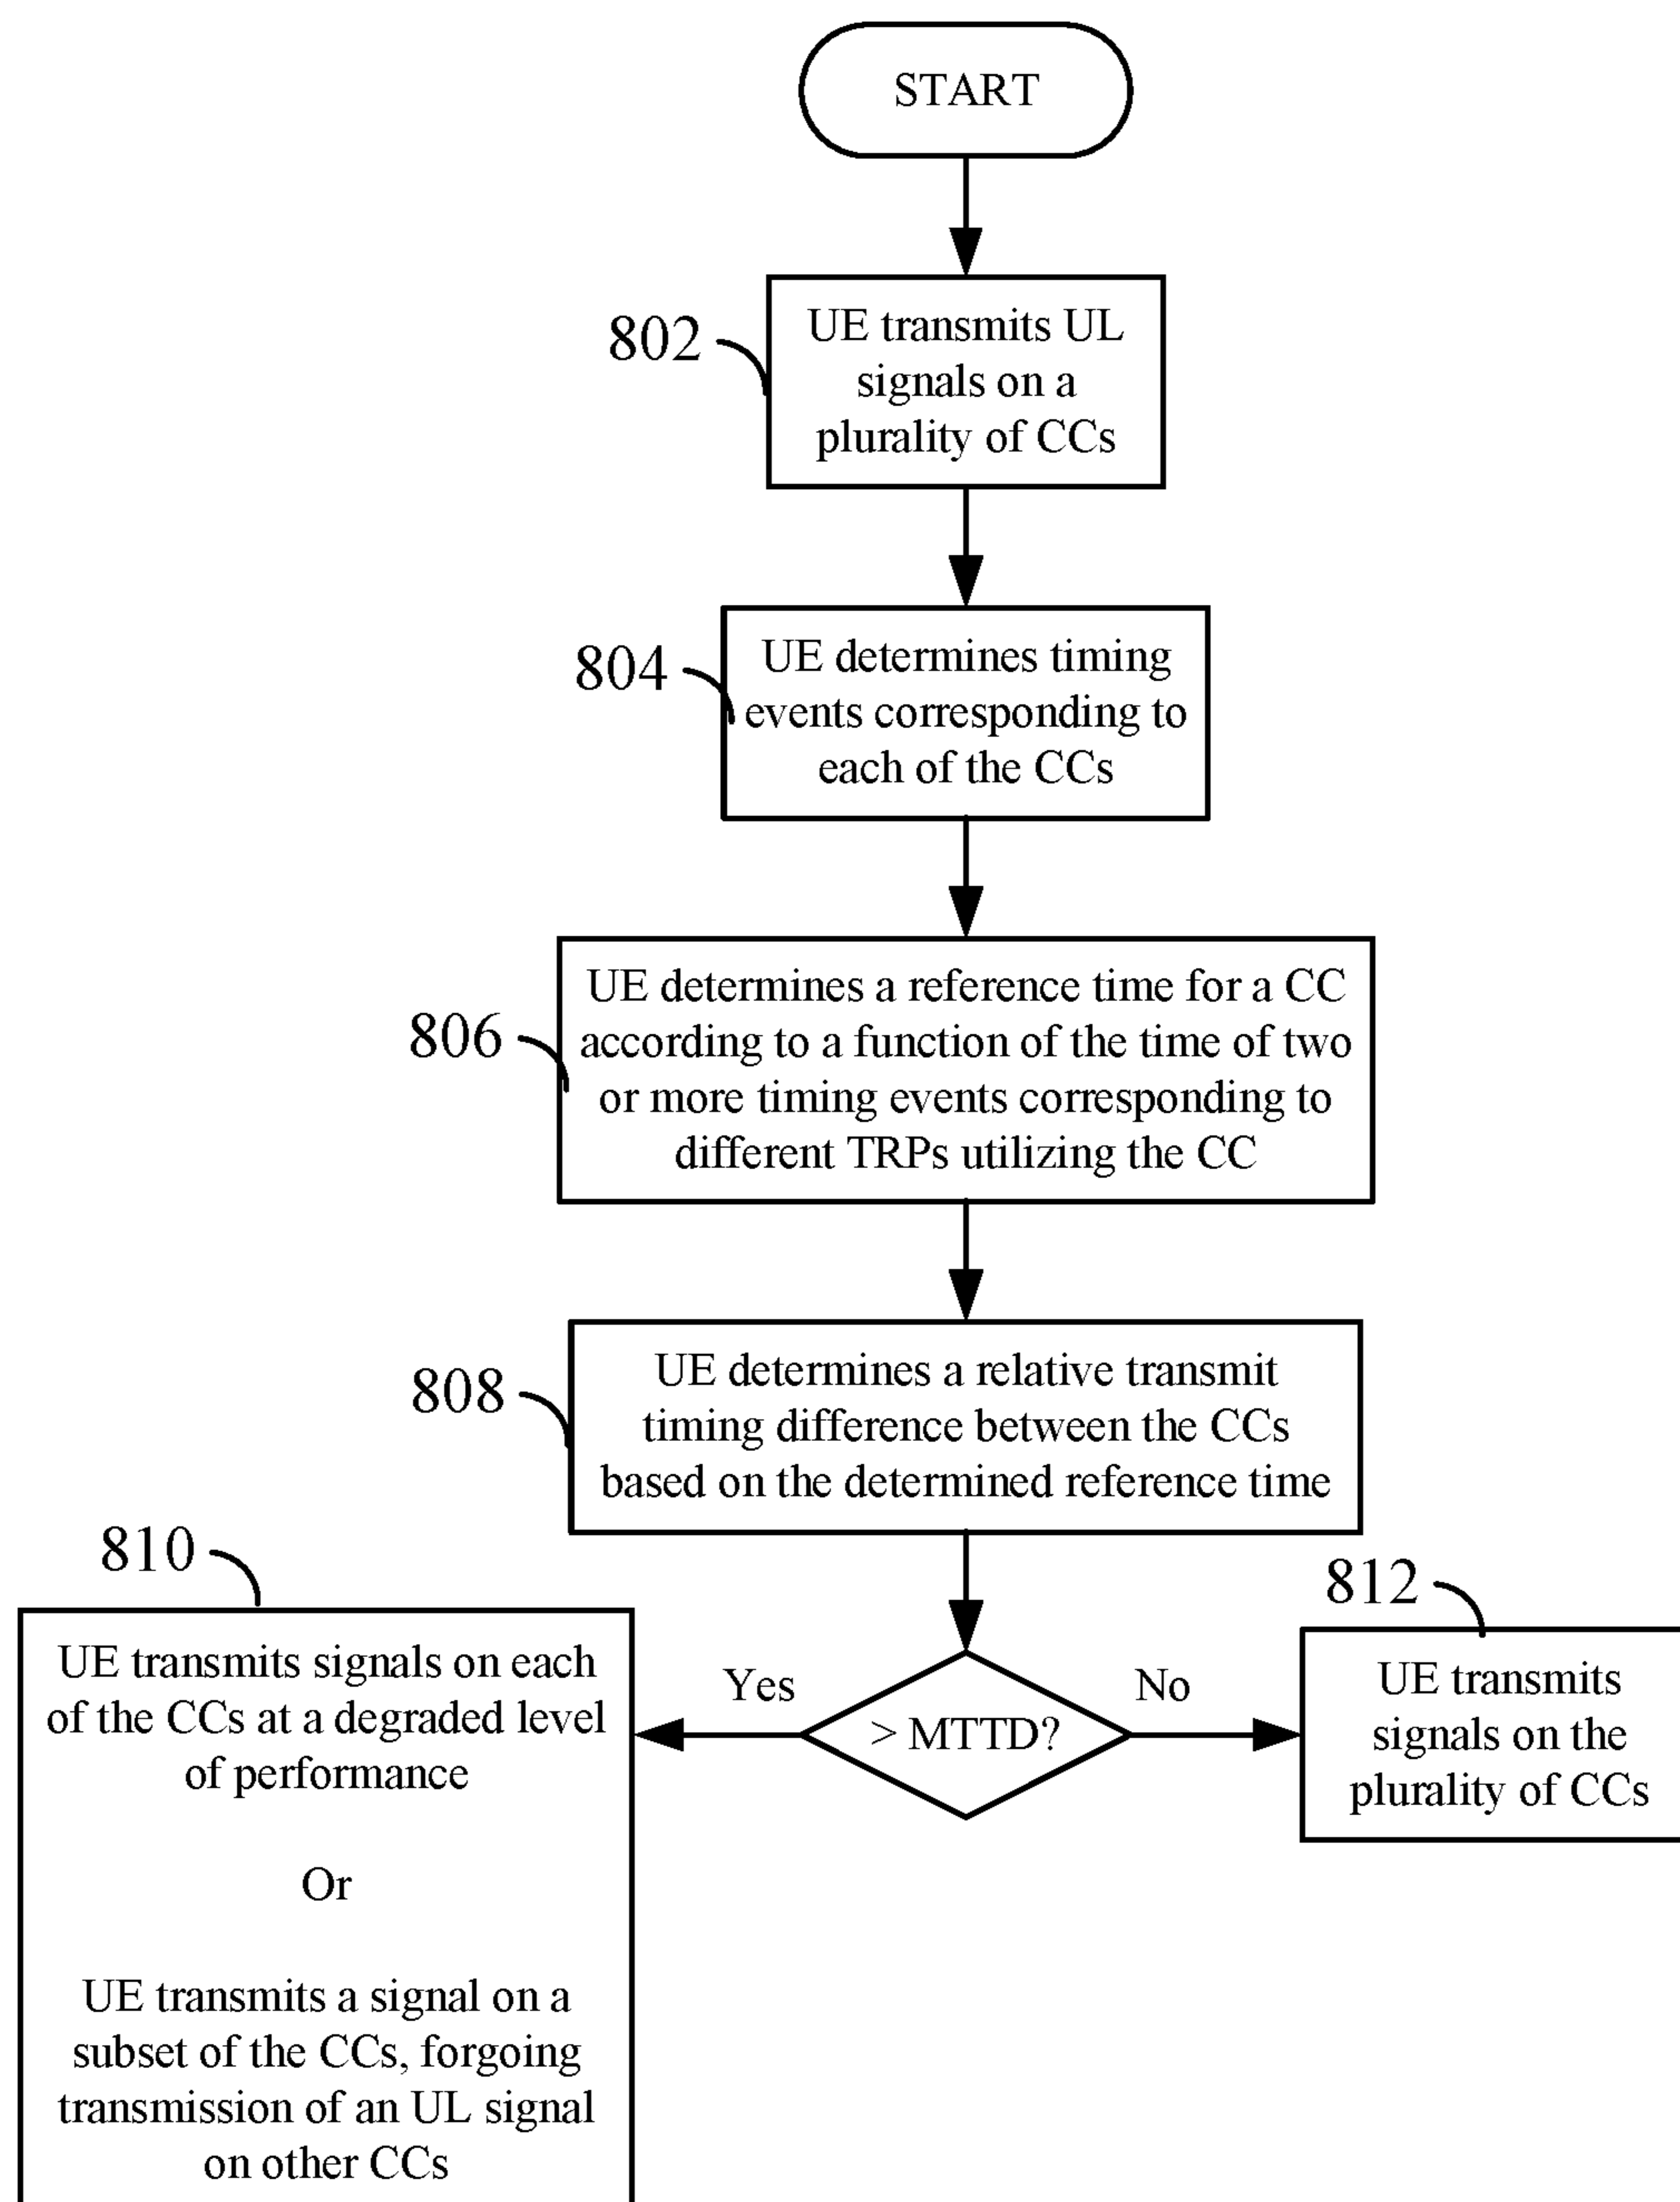 START
802
UE transmits UL
signals on a
plurality of CCs
804
UE determines timing
events corresponding to
each of the CCs
806
UE determines a reference time for a CC
according to a function of the time of two
or more timing events corresponding to
different TRPs utilizing the CC
808
UE determines a relative transmit
timing difference between the CCs
based on the determined reference time
810
UE transmits signals on each
of the CCs at a degraded level
of performance
Or
UE transmits a signal on a
subset of the CCs, forgoing
transmission of an UL signal
on other CCs
Yes
> MTTD?
No
812
UE transmits
signals on the
plurality of CCs